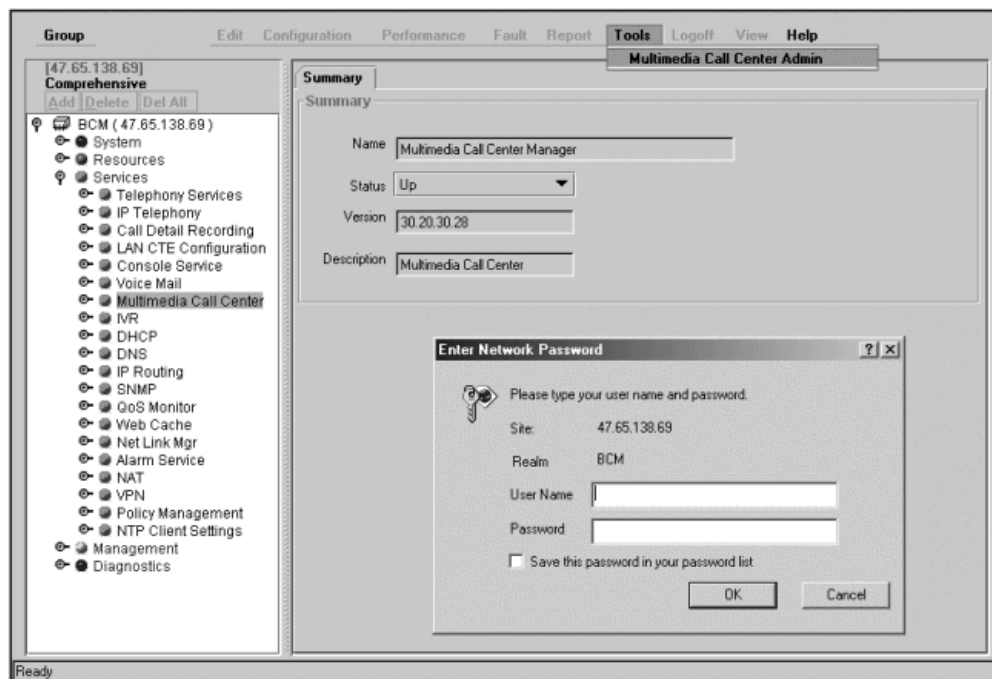 Group Edit Configuration Performance Fault Report Tools Logoff View Help
Multimedia Call Center Admin
[47.65.138.69]
Comprehensive
Add Delete Del All
BCM ( 47.65.138.69 )
System
Resources
Services
Telephony Services
IP Telephony
Call Detail Recording
LAN CTE Configuration
Console Service
Voice Mail
Multimedia Call Center
IVR
DHCP
DNS
IP Routing
SNMP
QoS Monitor
Web Cache
Net Link Mgr
Alarm Service
NAT
VPN
Policy Management
NTP Client Settings
Management
Diagnostics
Summary
Summary
Name Multimedia Call Center Manager
Status Up
Version 30.20.30.28
Description Multimedia Call Center
Enter Network Password
Please type your user name and password.
Site: 47.65.138.69
Realm BCM
User Name
Password
Save this password in your password list
OK Cancel
Ready